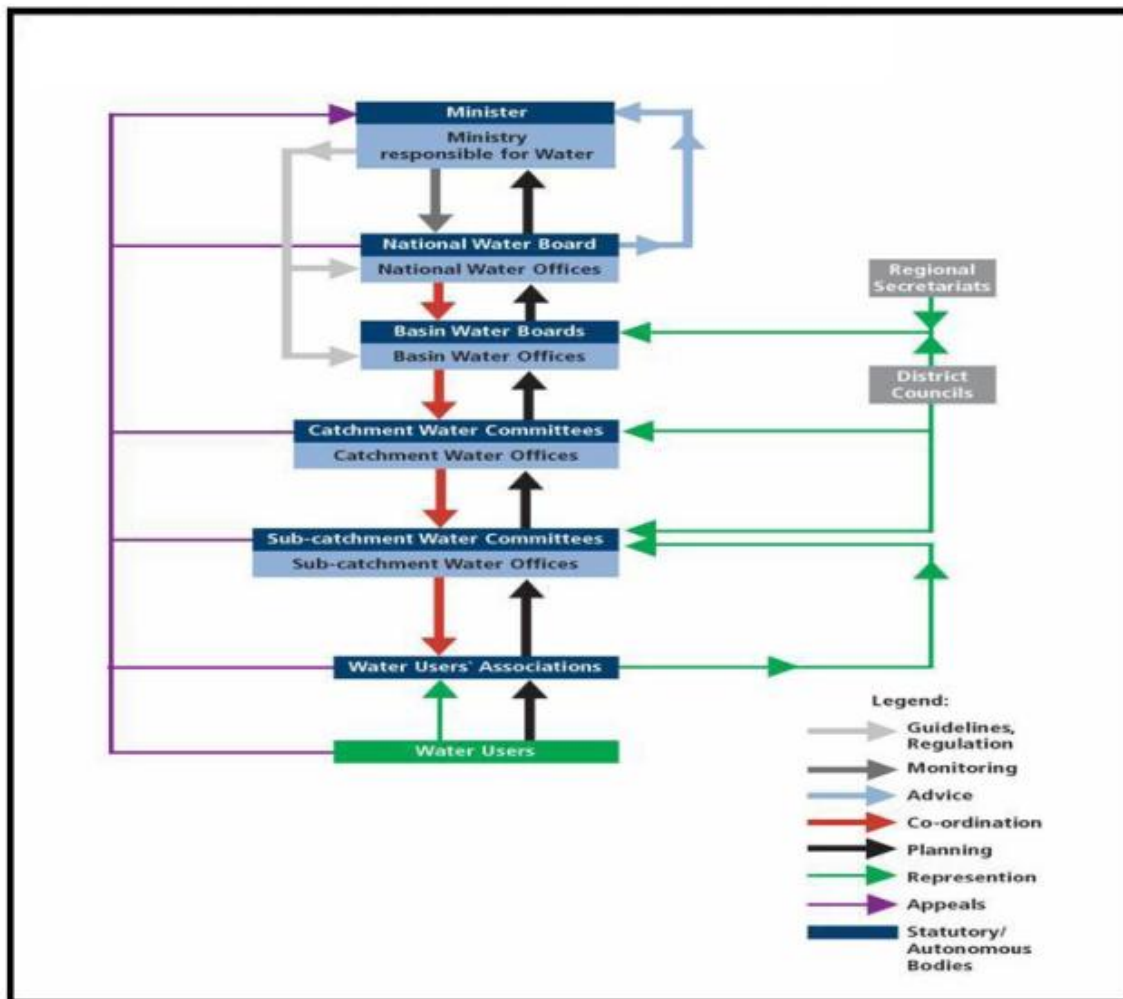 Minister
Ministry
responsible for Water
National Water Board
National Water Offices
Regional
Secretariats
Basin Water Boards
Basin Water Offices
District
Councils
Catchment Water Committees
Catchment Water Offices
Sub-catchment Water Committees
Sub-catchment Water Offices
Water Users` Associations
Water Users
Legend:
Guidelines,
Regulation
Monitoring
Advice
Co-ordination
Planning
Represention
Appeals
Statutory/
Autonomous
Bodies